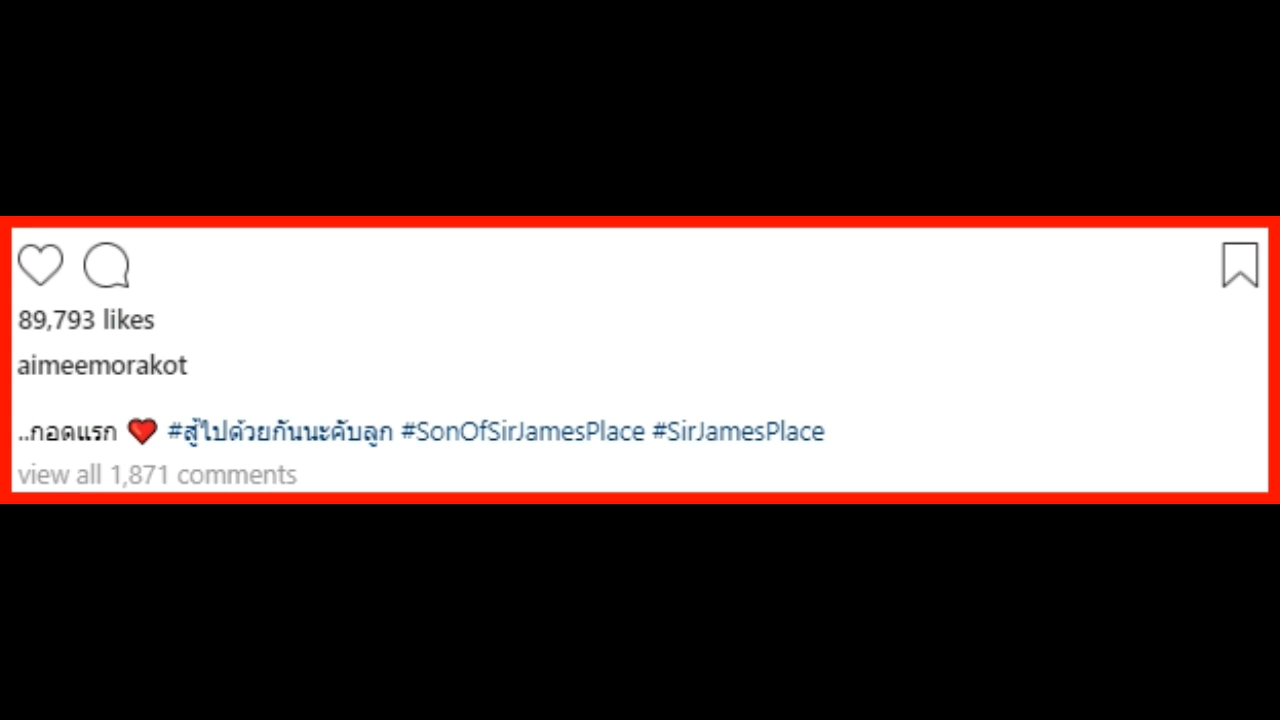 89,793 likes
aimeemorakot
..กอดแรก ❤️ #สู้ไปด้วยกันนะคับลูก #SonOfSirJamesPlace #SirJamesPlace
view all 1,871 comments